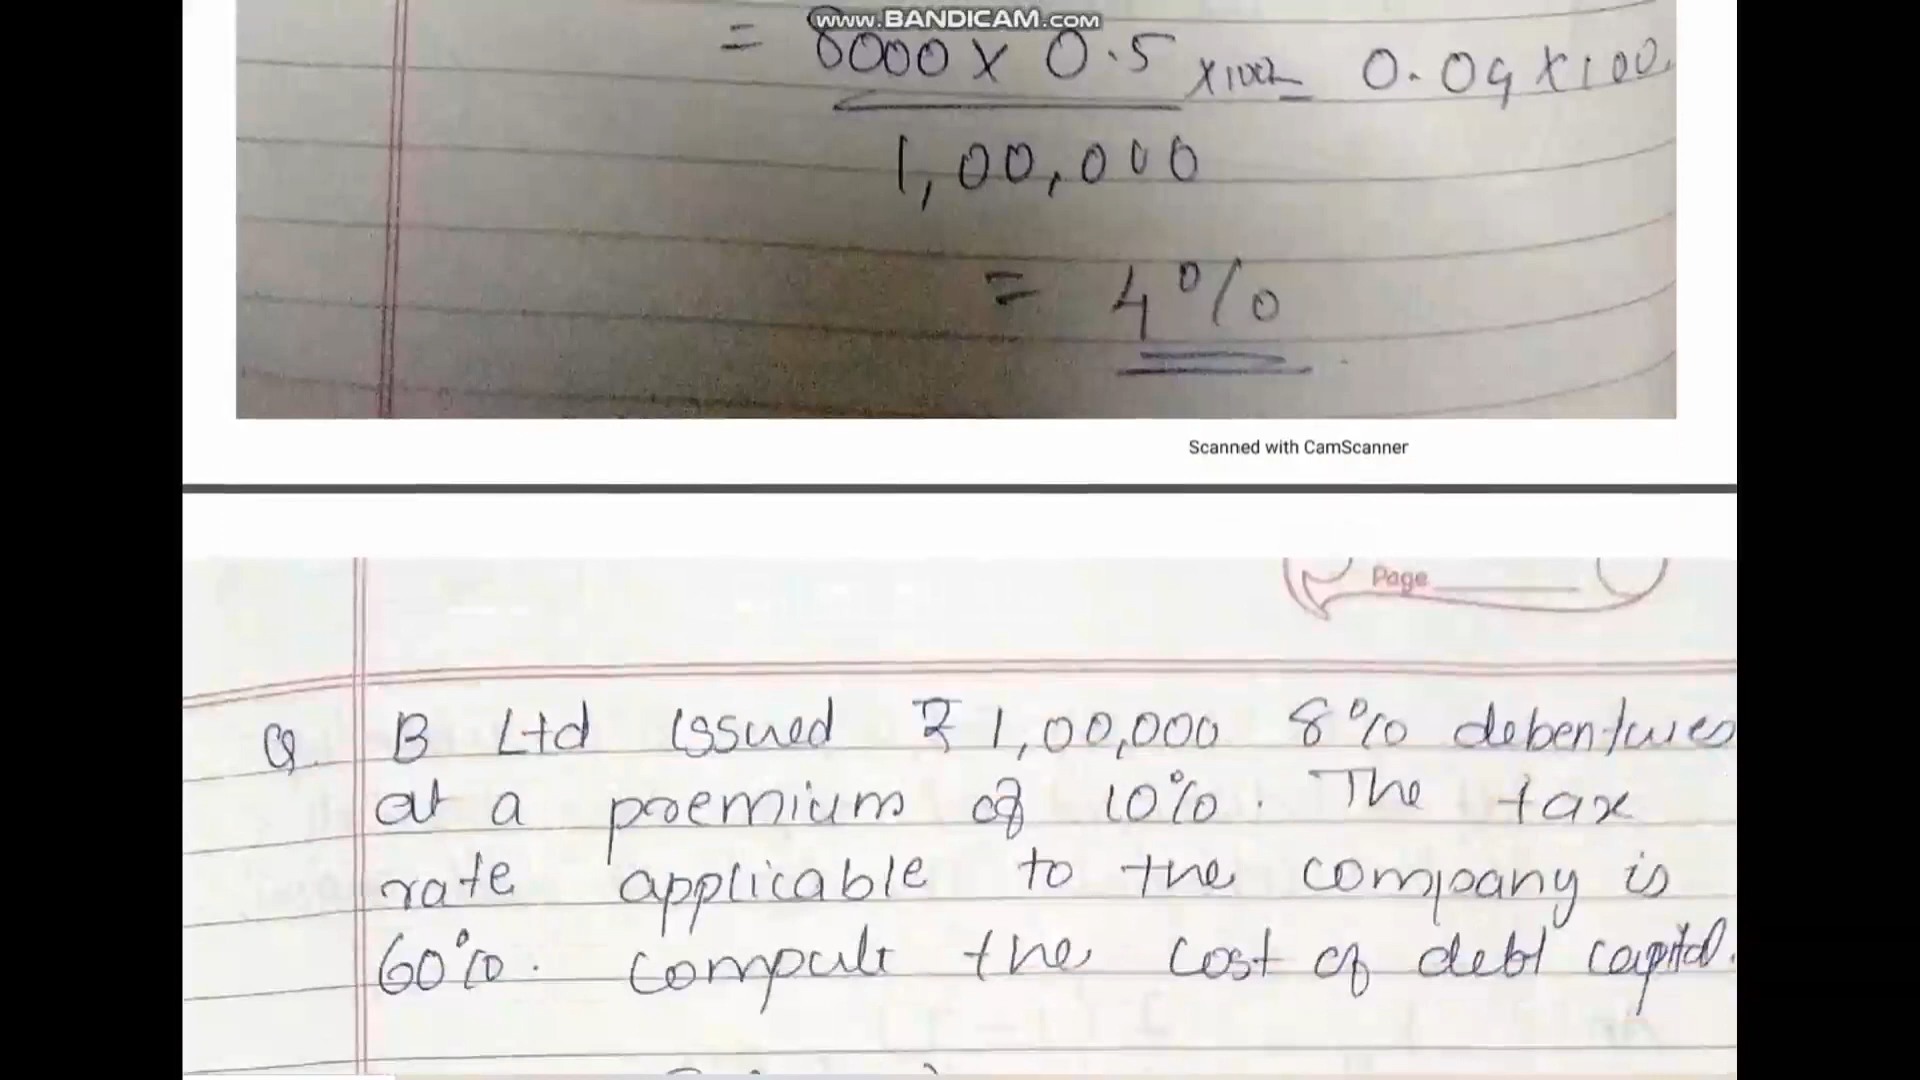 www.BANDICAM.com
= 8000 x 0.5 x100 = 0.04 x 100
1,00,000
= 4%
Scanned with CamScanner
Page
Q. B Ltd issued ₹ 1,00,000 8% debentures
at a premium of 10%. The tax
rate applicable to the company is
60%. compute the cost of debt capital.